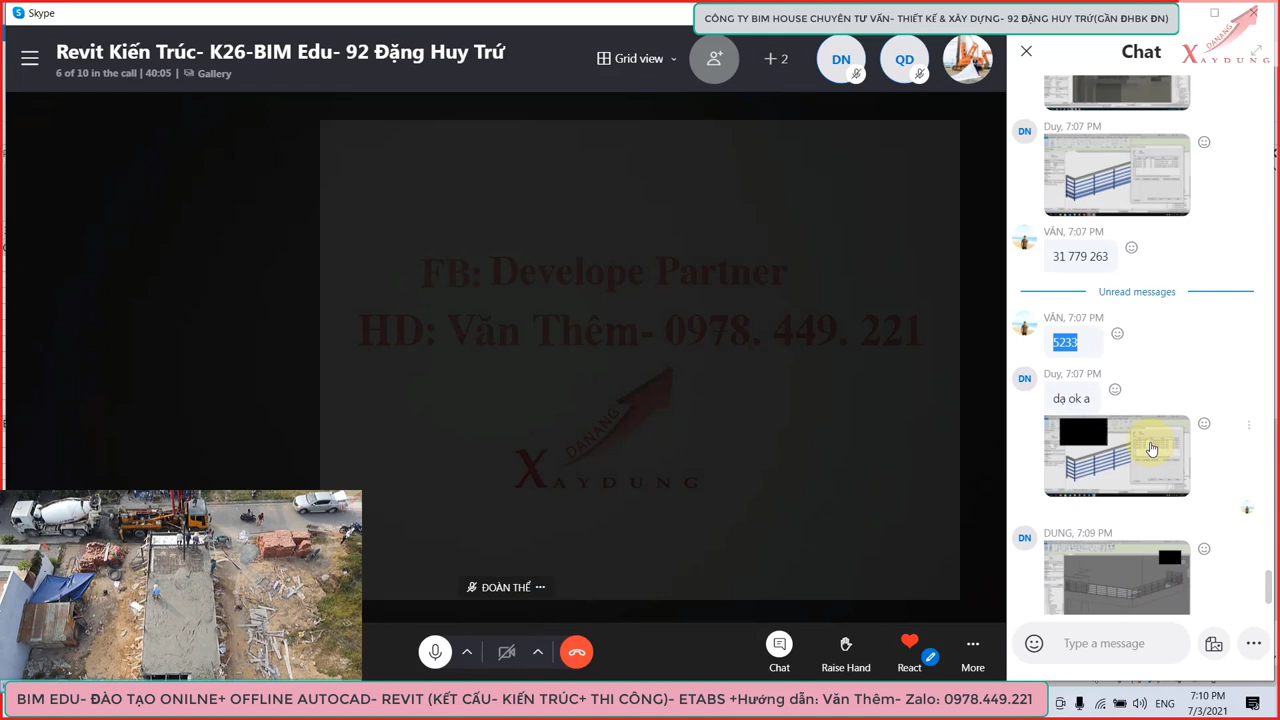 Skype
CÔNG TY BIM HOUSE CHUYÊN TƯ VẤN- THIẾT KẾ & XÂY DỰNG- 92 ĐẶNG HUY TRỨ(GẦN ĐHBK ĐN)
Revit Kiến Trúc- K26-BIM Edu- 92 Đặng Huy Trứ
6 of 10 in the call | 40:05 | Gallery
Grid view
+ 2
DN
QD
Chat
DANANG
XAYDUNG
Duy, 7:07 PM
DN
VĂN, 7:07 PM
31 779 263
Unread messages
VĂN, 7:07 PM
5233
Duy, 7:07 PM
DN
dạ ok a
DUNG, 7:09 PM
DN
FB: Develope Partner
HD: Văn Thêm- 0978. 449. 221
DANANG
XAYDUNG
ĐOÀN THẾ
Chat
Raise Hand
React
More
Type a message
BIM EDU- ĐÀO TẠO ONILNE+ OFFLINE AUTOCAD- REVIT (KẾT CẤU- KIẾN TRÚC+ THI CÔNG)- ETABS +Hướng dẫn: Văn Thêm- Zalo: 0978.449.221
ENG
7:10 PM
7/3/2021